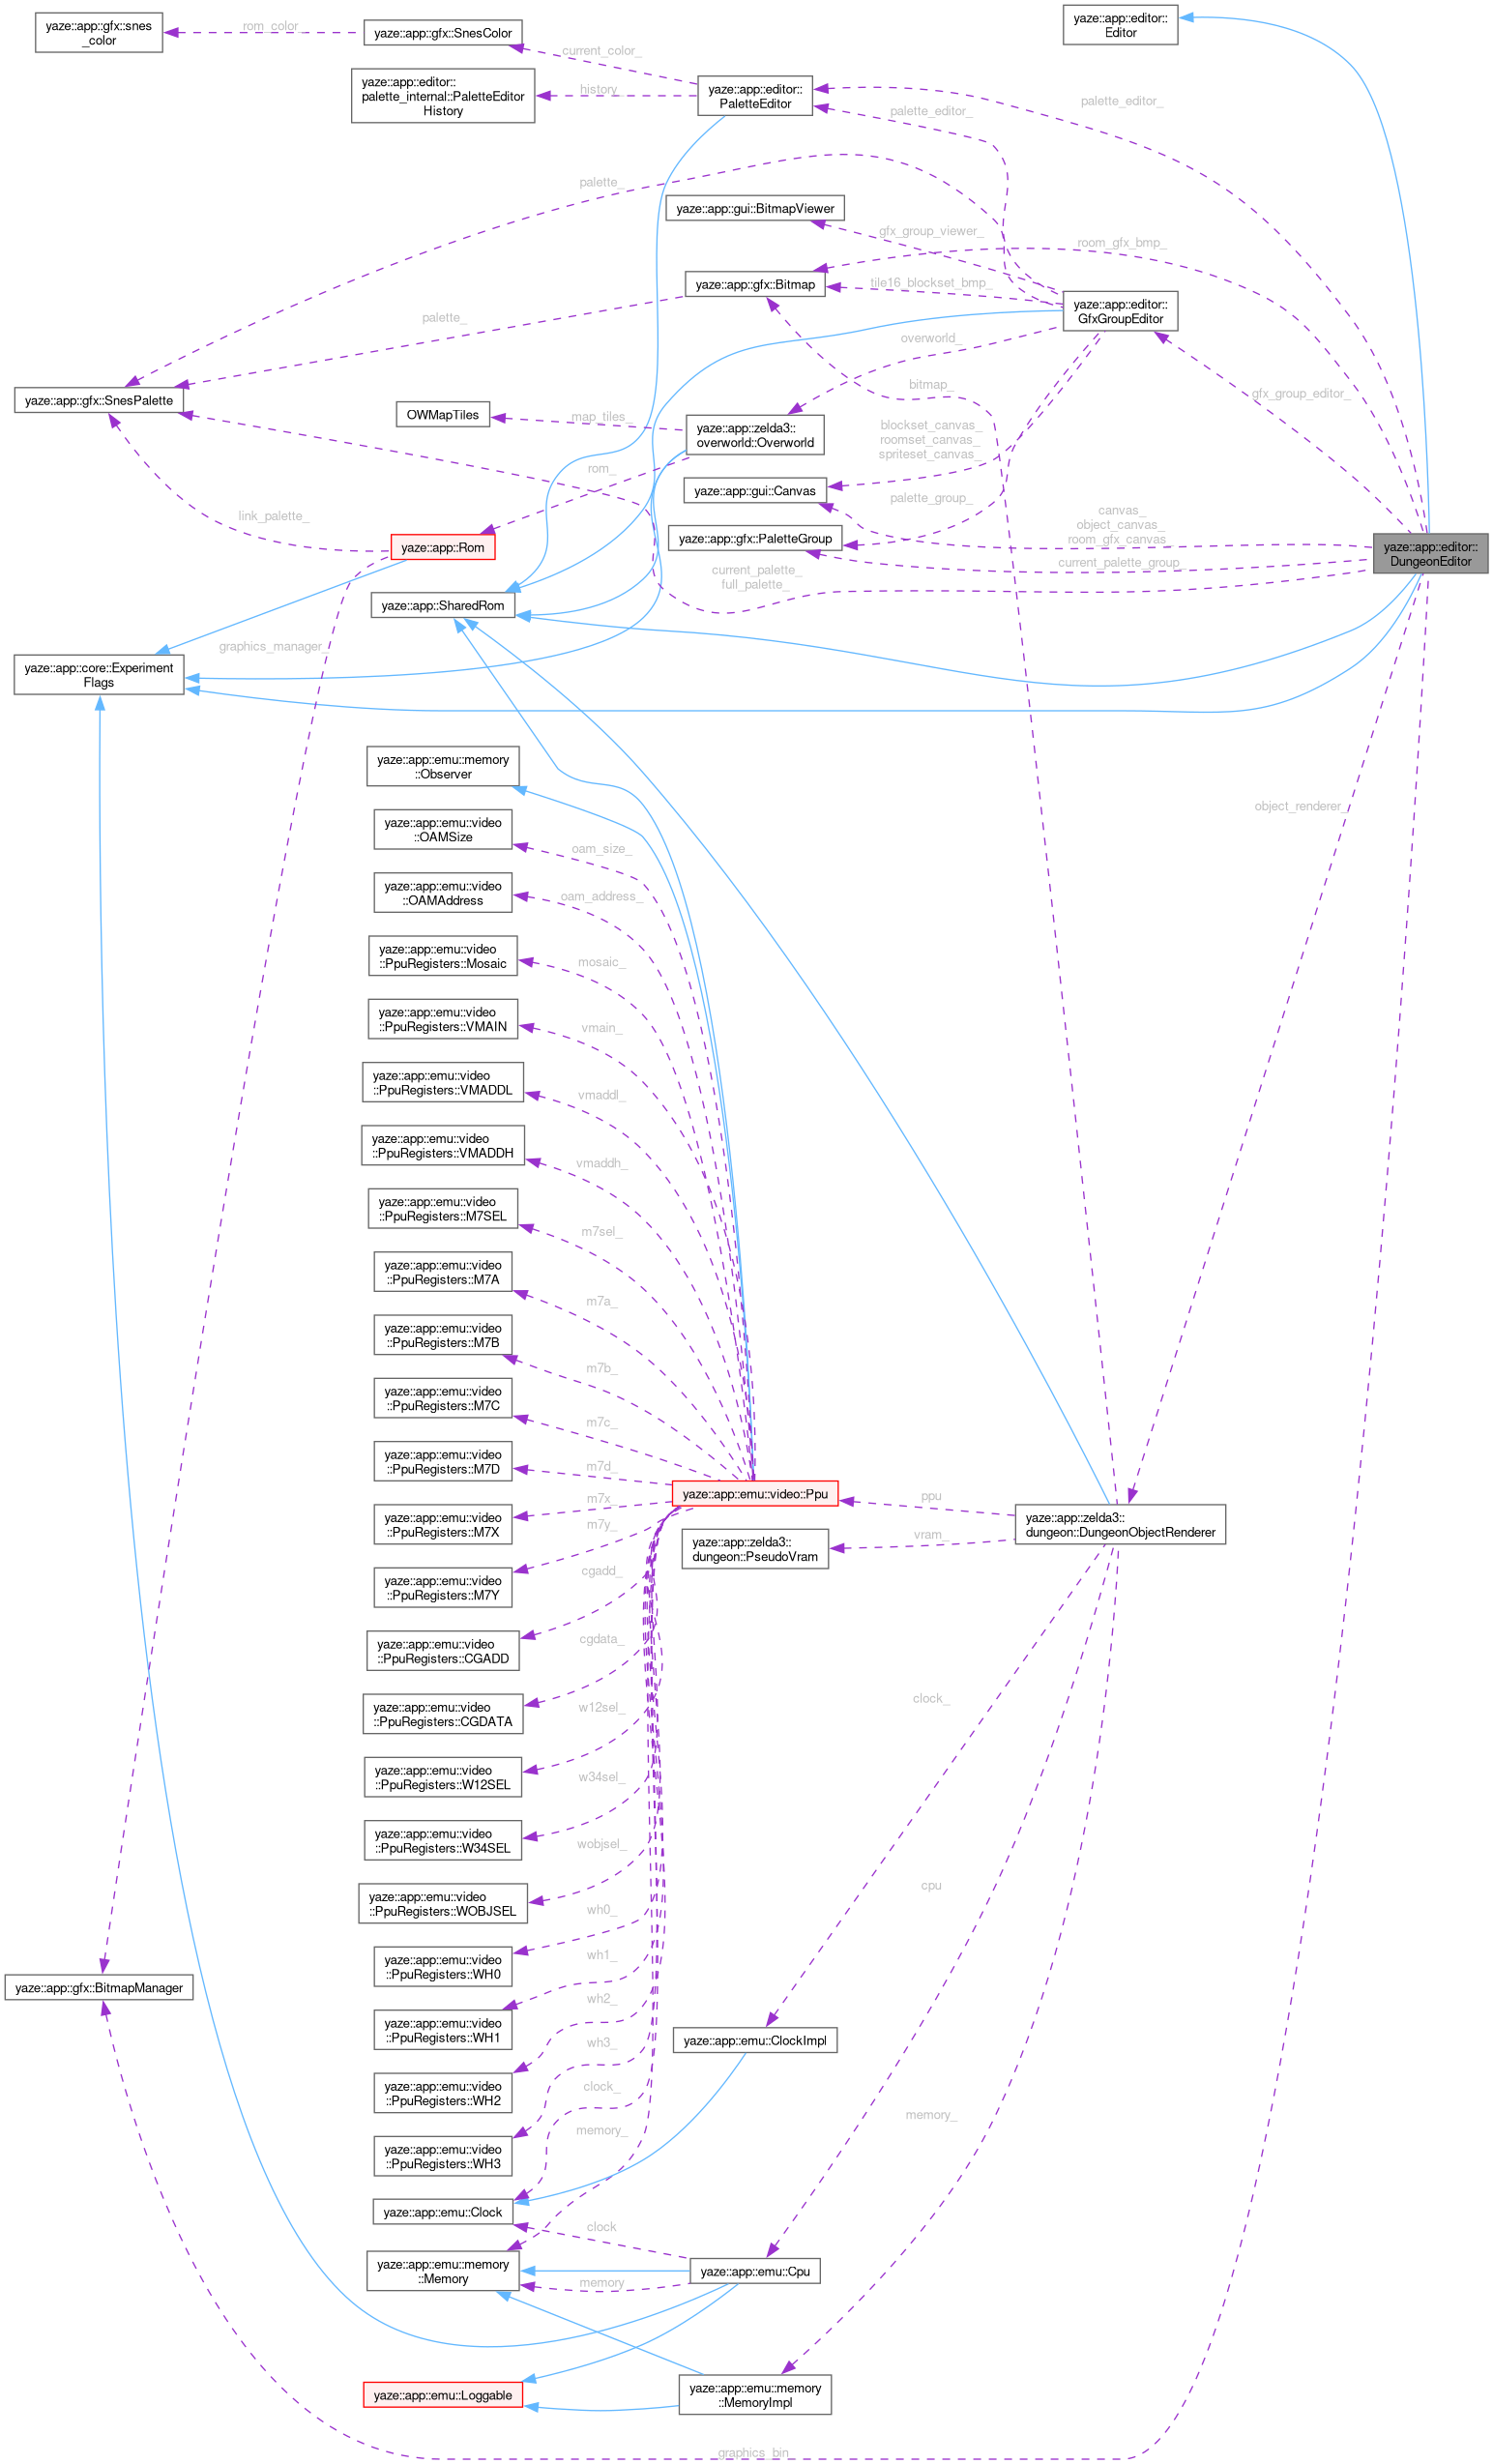 yaze::app::gfx::snes
_color
rom_color
yaze::app::gfx::SnesColor
yaze::app::editor::
Editor
current_color_
yaze::app::editor::
palette_internal::PaletteEditor
History
history_
yaze::app::editor::
PaletteEditor
palette_editor_
palette_editor_
palette_
yaze::app::gui::BitmapViewer
gfx_group_viewer_
room_gfx_bmp_
yaze::app::gfx::Bitmap
tile16_blockset_bmp_
yaze::app::editor::
GfxGroupEditor
palette_
overworld_
bitmap_
gfx_group_editor_
yaze::app::gfx::SnesPalette
OWMapTiles
map_tiles_
yaze::app::zelda3::
overworld::Overworld
blockset_canvas_
roomset_canvas_
spriteset_canvas_
rom_
yaze::app::gui::Canvas
palette_group_
link_palette_
canvas_
object_canvas_
room_gfx_canvas_
yaze::app::Rom
yaze::app::gfx::PaletteGroup
yaze::app::editor::
DungeonEditor
current_palette_group_
current_palette_
full_palette_
yaze::app::SharedRom
graphics_manager_
yaze::app::core::Experiment
Flags
yaze::app::emu::memory
::Observer
object_renderer_
yaze::app::emu::video
::OAMSize
oam_size_
yaze::app::emu::video
::OAMAddress
oam_address_
yaze::app::emu::video
::PpuRegisters::Mosaic
mosaic_
yaze::app::emu::video
::PpuRegisters::VMAIN
vmain_
yaze::app::emu::video
::PpuRegisters::VMADDL
vmaddl_
yaze::app::emu::video
::PpuRegisters::VMADDH
vmaddh_
yaze::app::emu::video
::PpuRegisters::M7SEL
m7sel_
yaze::app::emu::video
::PpuRegisters::M7A
m7a_
yaze::app::emu::video
::PpuRegisters::M7B
m7b_
yaze::app::emu::video
::PpuRegisters::M7C
m7c_
yaze::app::emu::video
::PpuRegisters::M7D
m7d_
yaze::app::emu::video::Ppu
ppu
yaze::app::zelda3::
dungeon::DungeonObjectRenderer
yaze::app::emu::video
::PpuRegisters::M7X
m7x_
m7y_
vram_
yaze::app::zelda3::
dungeon::PseudoVram
yaze::app::emu::video
::PpuRegisters::M7Y
cgadd_
yaze::app::emu::video
::PpuRegisters::CGADD
cgdata_
yaze::app::emu::video
::PpuRegisters::CGDATA
w12sel_
clock_
yaze::app::emu::video
::PpuRegisters::W12SEL
w34sel_
yaze::app::emu::video
::PpuRegisters::W34SEL
wobjsel_
cpu
yaze::app::emu::video
::PpuRegisters::WOBJSEL
wh0_
yaze::app::emu::video
::PpuRegisters::WH0
wh1_
yaze::app::gfx::BitmapManager
wh2_
yaze::app::emu::video
::PpuRegisters::WH1
yaze::app::emu::ClockImpl
wh3_
yaze::app::emu::video
::PpuRegisters::WH2
clock_
memory_
memory_
yaze::app::emu::video
::PpuRegisters::WH3
yaze::app::emu::Clock
clock
yaze::app::emu::memory
::Memory
memory
yaze::app::emu::Cpu
yaze::app::emu::Loggable
yaze::app::emu::memory
::MemoryImpl
graphics_bin_